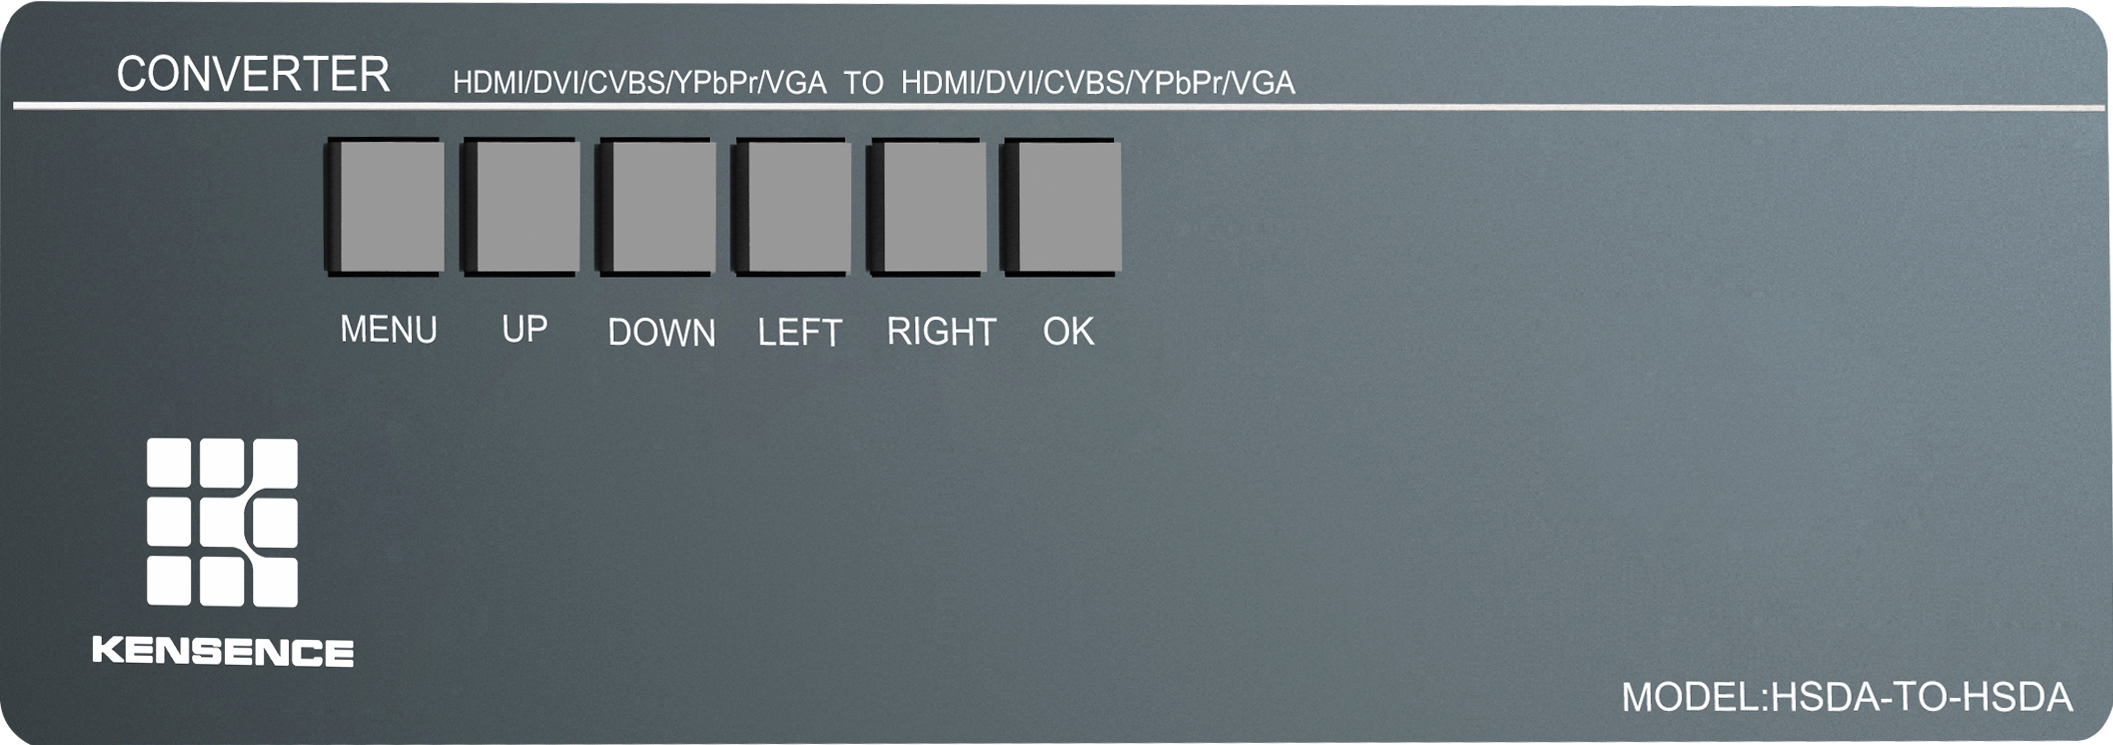 CONVERTER HDMI/DVI/CVBS/YPbPr/VGA TO HDMI/DVI/CVBS/YPbPr/VGA
MENU UP DOWN LEFT RIGHT OK
KENSENCE
MODEL:HSDA-TO-HSDA